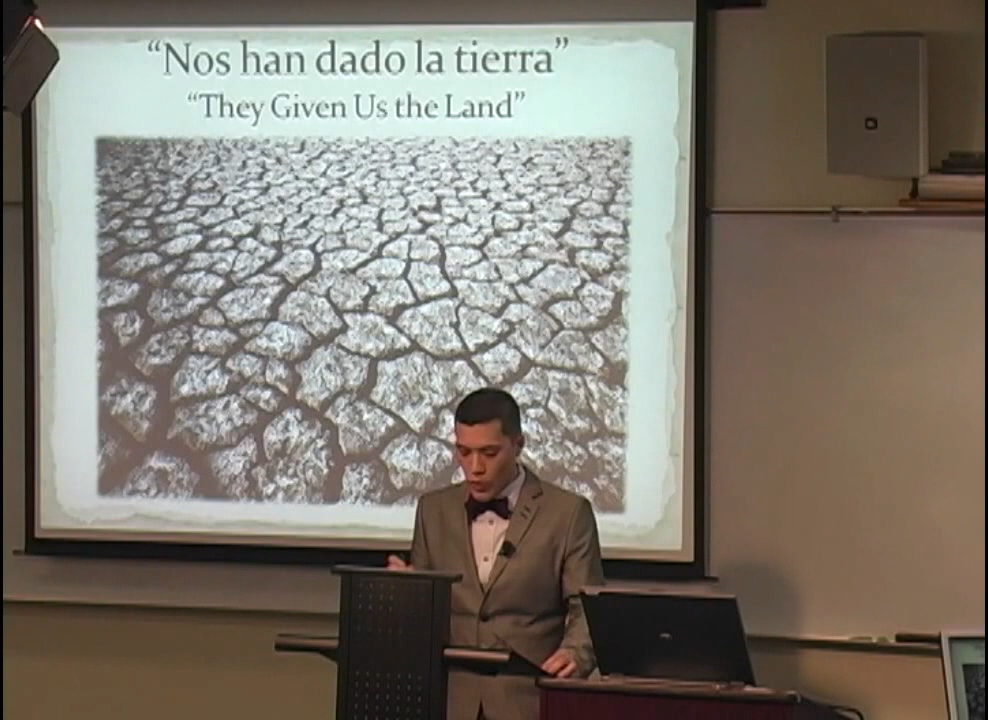 “Nos han dado la tierra”
“They Given Us the Land”